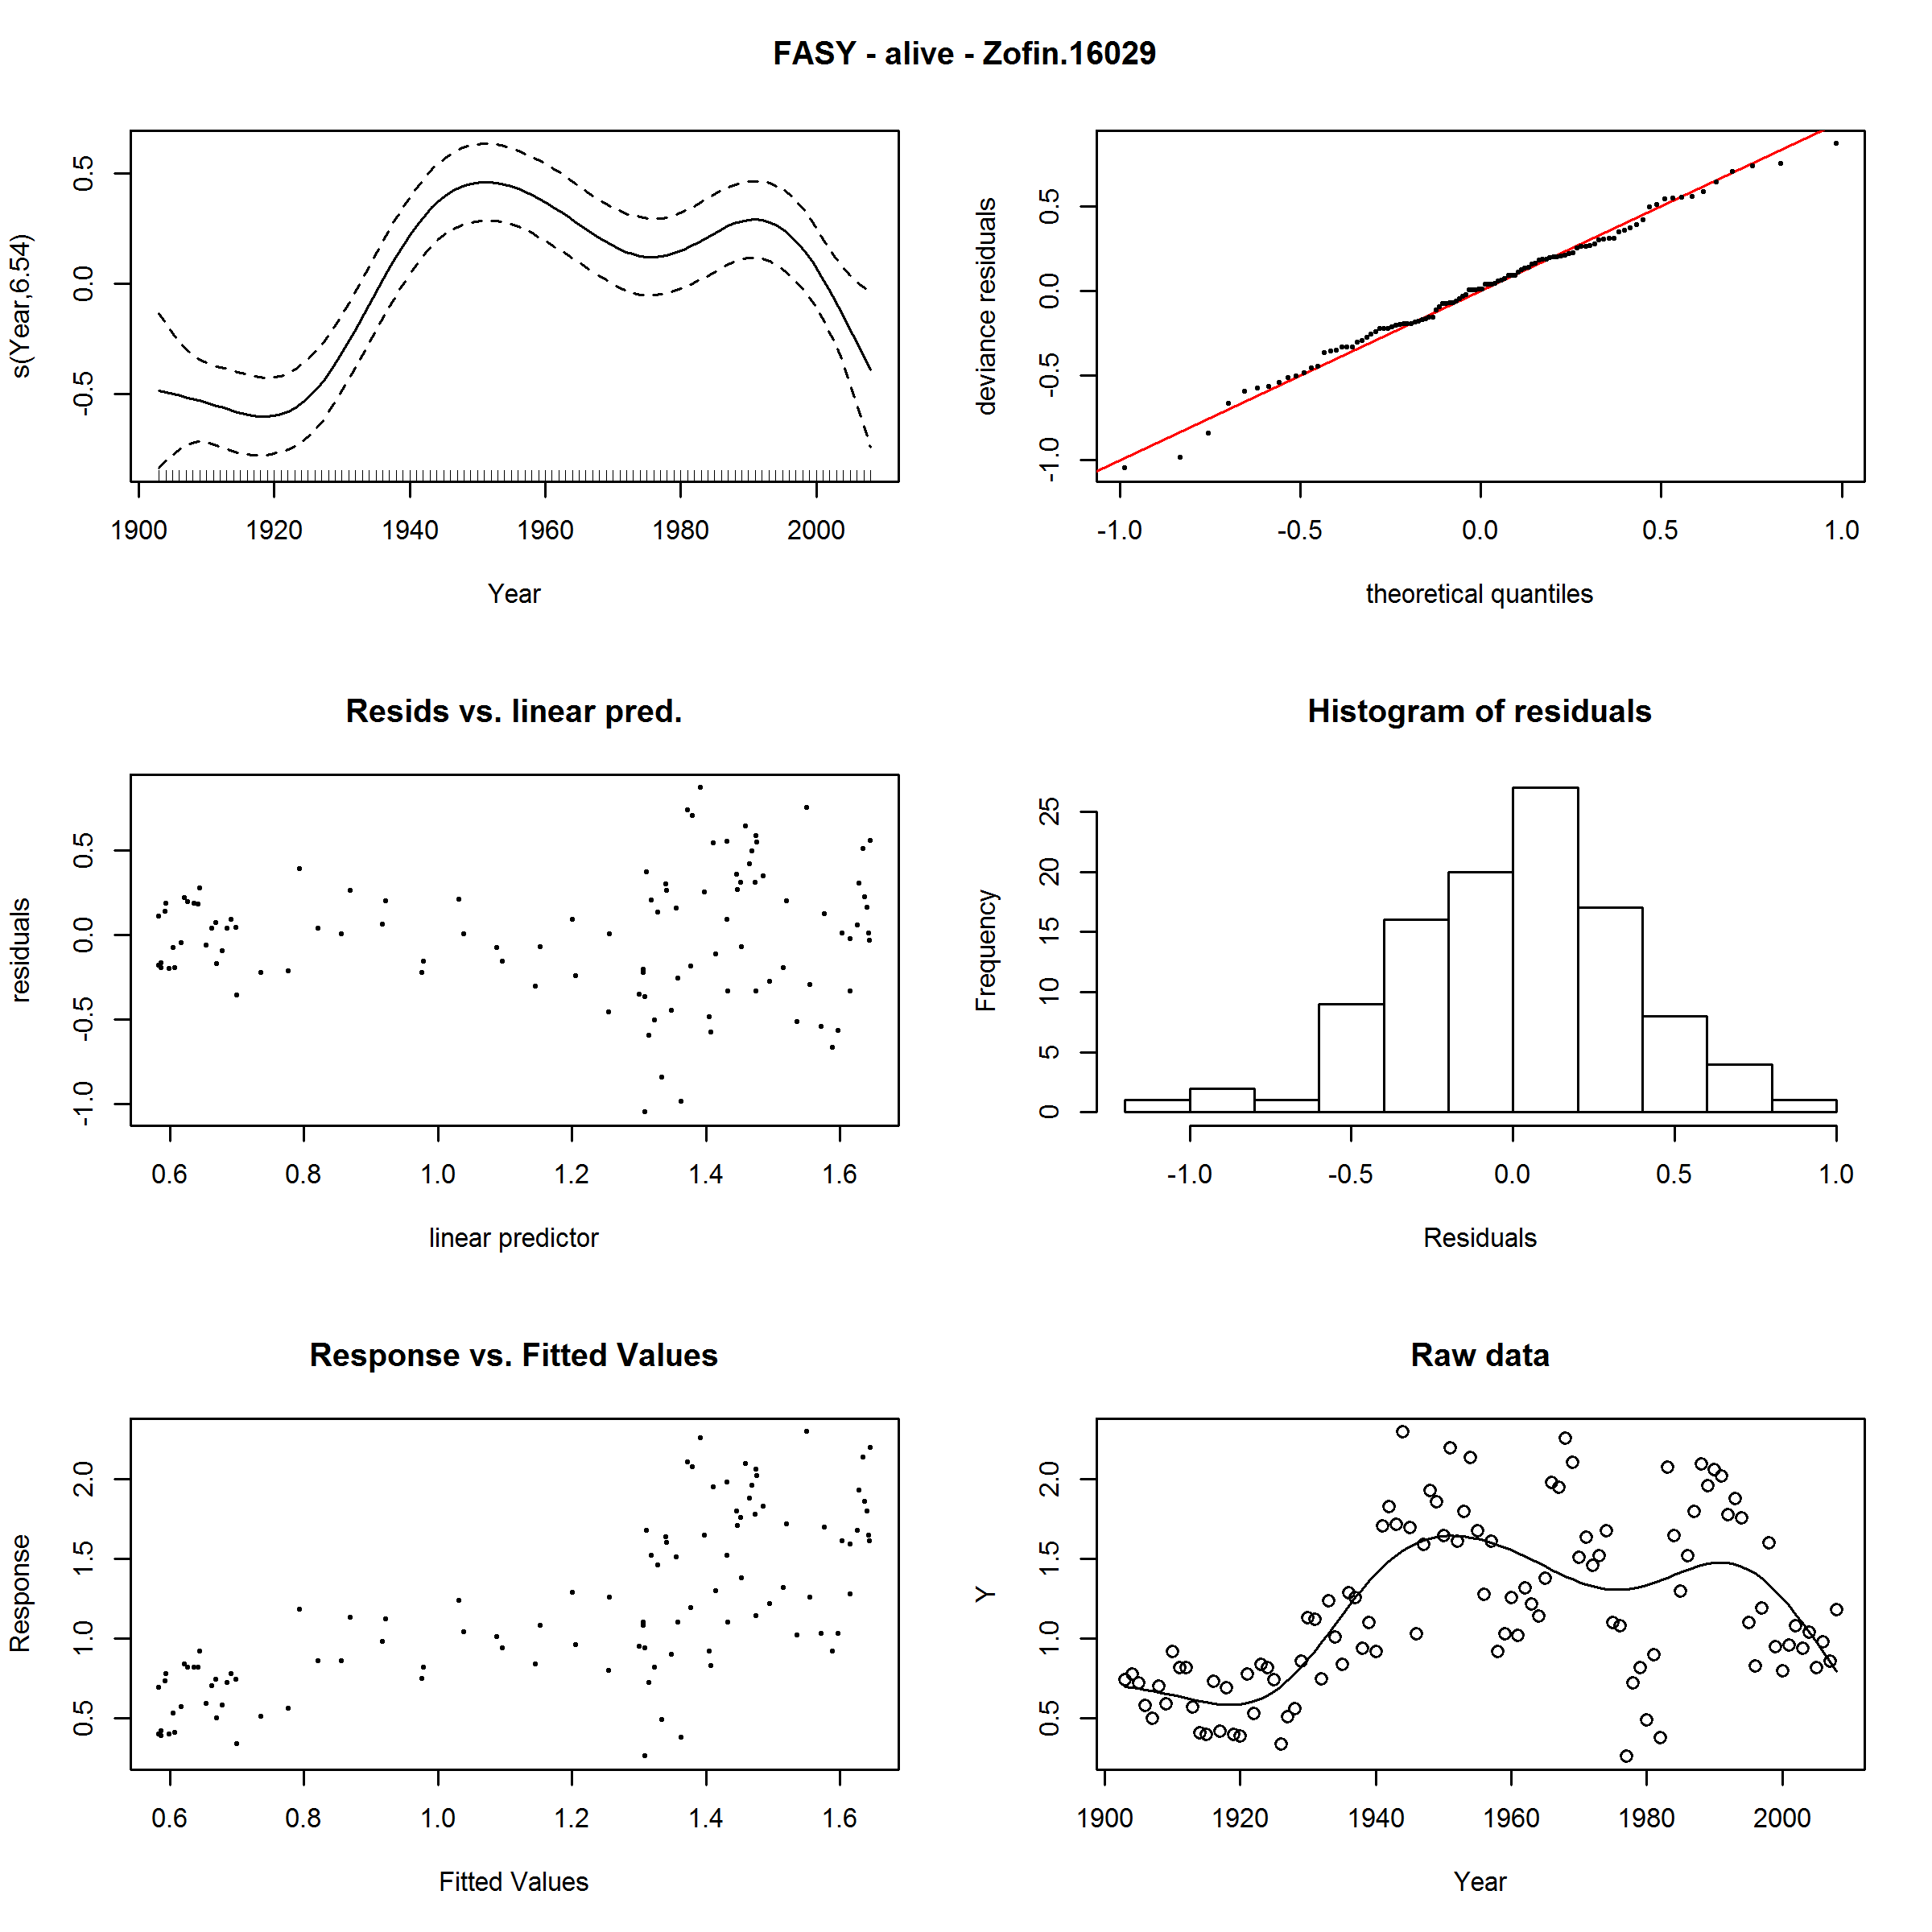 FASY - alive - Zofin.16029
s(Year,6.54)
0.5
0.0
-0.5
1900 1920 1940 1960 1980 2000
Year
deviance residuals
0.5
0.0
-0.5
-1.0
-1.0 -0.5 0.0 0.5 1.0
theoretical quantiles
Resids vs. linear pred.
residuals
0.5
0.0
-0.5
-1.0
0.6 0.8 1.0 1.2 1.4 1.6
linear predictor
Histogram of residuals
Frequency
25
20
15
10
5
0
-1.0 -0.5 0.0 0.5 1.0
Residuals
Response vs. Fitted Values
Response
2.0
1.5
1.0
0.5
0.6 0.8 1.0 1.2 1.4 1.6
Fitted Values
Raw data
Y
2.0
1.5
1.0
0.5
1900 1920 1940 1960 1980 2000
Year